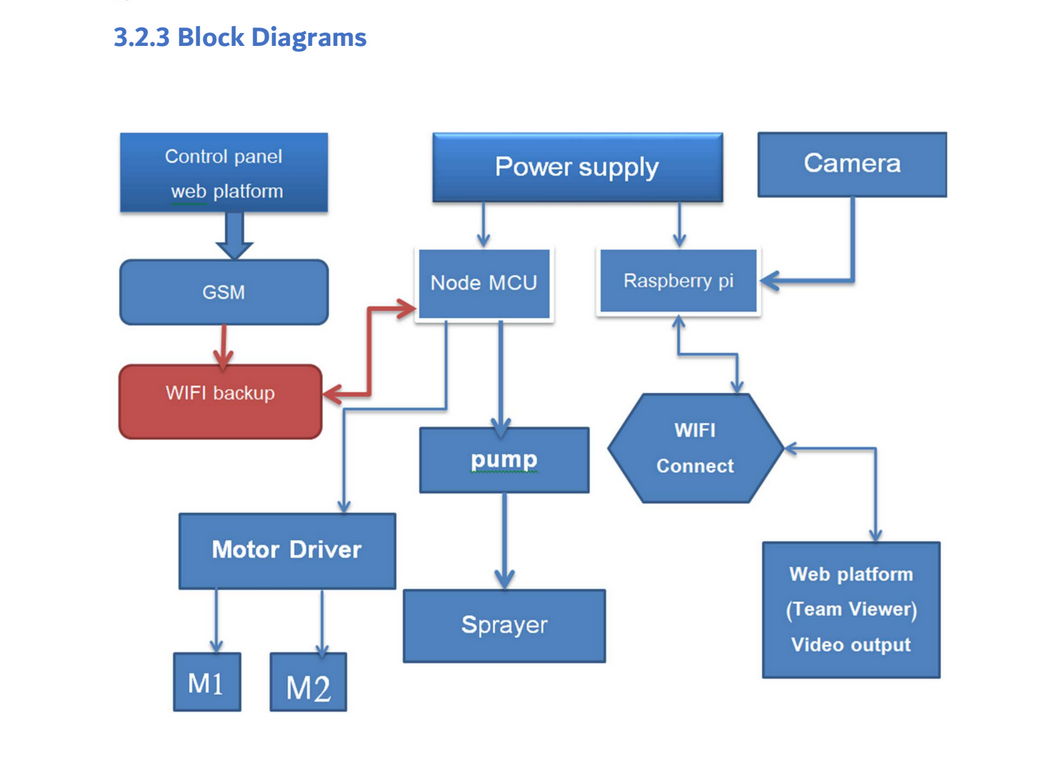 3.2.3 Block Diagrams
Control panel
web platform
Power supply
Camera
GSM
Node MCU
Raspberry pi
WIFI backup
pump
WIFI
Connect
Motor Driver
Sprayer
Web platform
(Team Viewer)
Video output
M1
M2